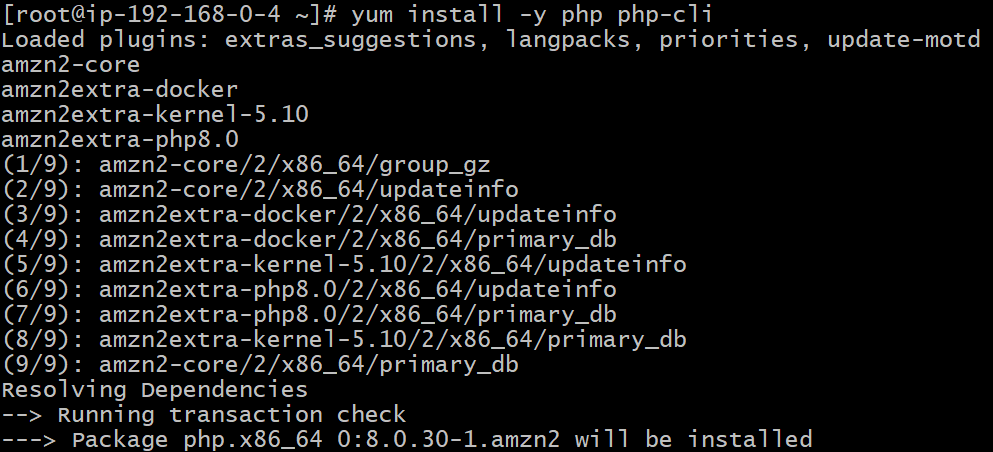 [root@ip-192-168-0-4 ~]# yum install -y php php-cli
Loaded plugins: extras_suggestions, langpacks, priorities, update-motd
amzn2-core
amzn2extra-docker
amzn2extra-kernel-5.10
amzn2extra-php8.0
(1/9): amzn2-core/2/x86_64/group_gz
(2/9): amzn2-core/2/x86_64/updateinfo
(3/9): amzn2extra-docker/2/x86_64/updateinfo
(4/9): amzn2extra-docker/2/x86_64/primary_db
(5/9): amzn2extra-kernel-5.10/2/x86_64/updateinfo
(6/9): amzn2extra-php8.0/2/x86_64/updateinfo
(7/9): amzn2extra-php8.0/2/x86_64/primary_db
(8/9): amzn2extra-kernel-5.10/2/x86_64/primary_db
(9/9): amzn2-core/2/x86_64/primary_db
Resolving Dependencies
--> Running transaction check
---> Package php.x86_64 0:8.0.30-1.amzn2 will be installed